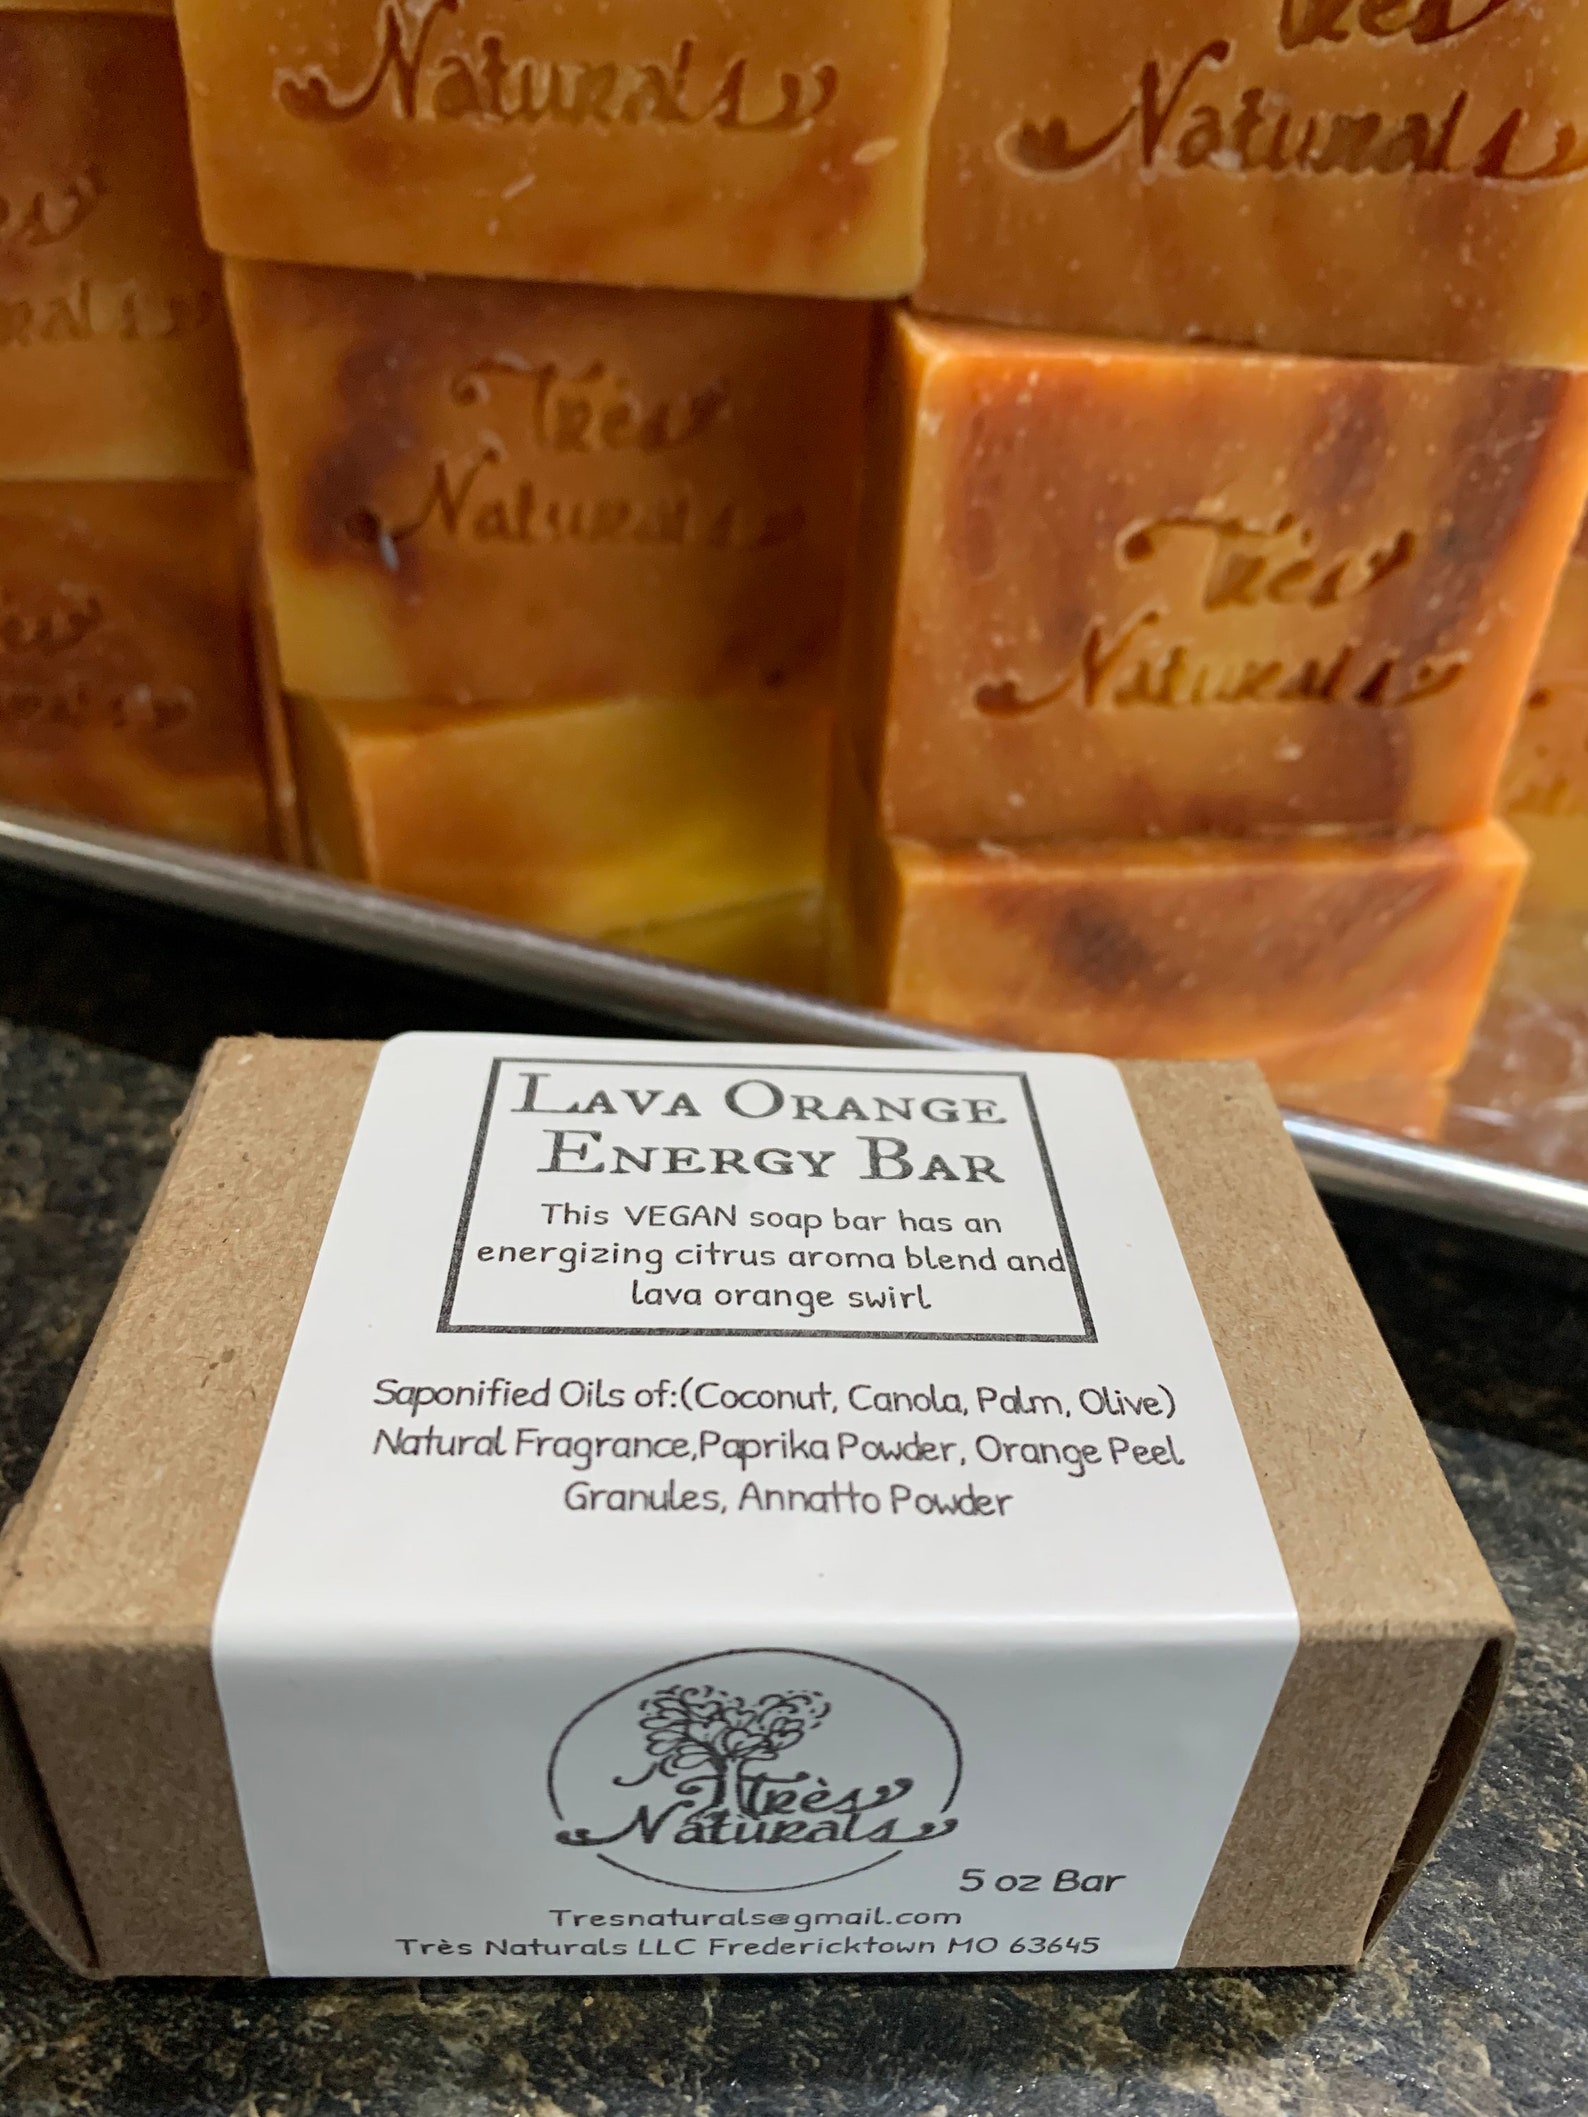 Naturals
Très
Naturals
Très
Naturals
Très
Naturals
LAVA ORANGE
ENERGY BAR
This VEGAN soap bar has an
energizing citrus aroma blend and
lava orange swirl
Saponified Oils of:(Coconut, Canola, Palm, Olive)
Natural Fragrance,Paprika Powder, Orange Peel
Granules, Annatto Powder
Très
Naturals
5 oz Bar
Tresnaturals@gmail.com
Très Naturals LLC Fredericktown MO 63645